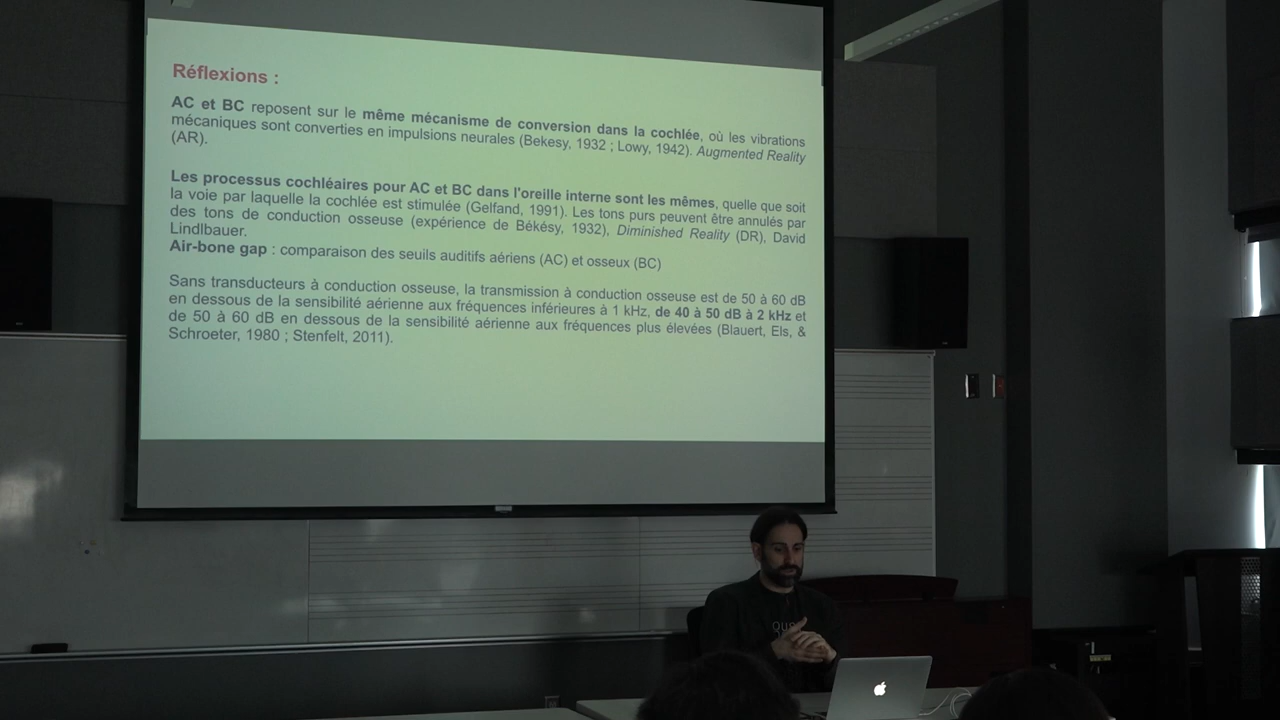 Réflexions :
AC et BC reposent sur le même mécanisme de conversion dans la cochlée, où les vibrations
mécaniques sont converties en impulsions neurales (Bekesy, 1932 ; Lowy, 1942). Augmented Reality
(AR).
Les processus cochléaires pour AC et BC dans l'oreille interne sont les mêmes, quelle que soit
la voie par laquelle la cochlée est stimulée (Gelfand, 1991). Les tons purs peuvent être annulés par
des tons de conduction osseuse (expérience de Békésy, 1932), Diminished Reality (DR), David
Lindlbauer.
Air-bone gap : comparaison des seuils auditifs aériens (AC) et osseux (BC)
Sans transducteurs à conduction osseuse, la transmission à conduction osseuse est de 50 à 60 dB
en dessous de la sensibilité aérienne aux fréquences inférieures à 1 kHz, de 40 à 50 dB à 2 kHz et
de 50 à 60 dB en dessous de la sensibilité aérienne aux fréquences plus élevées (Blauert, Els, &
Schroeter, 1980 ; Stenfelt, 2011).